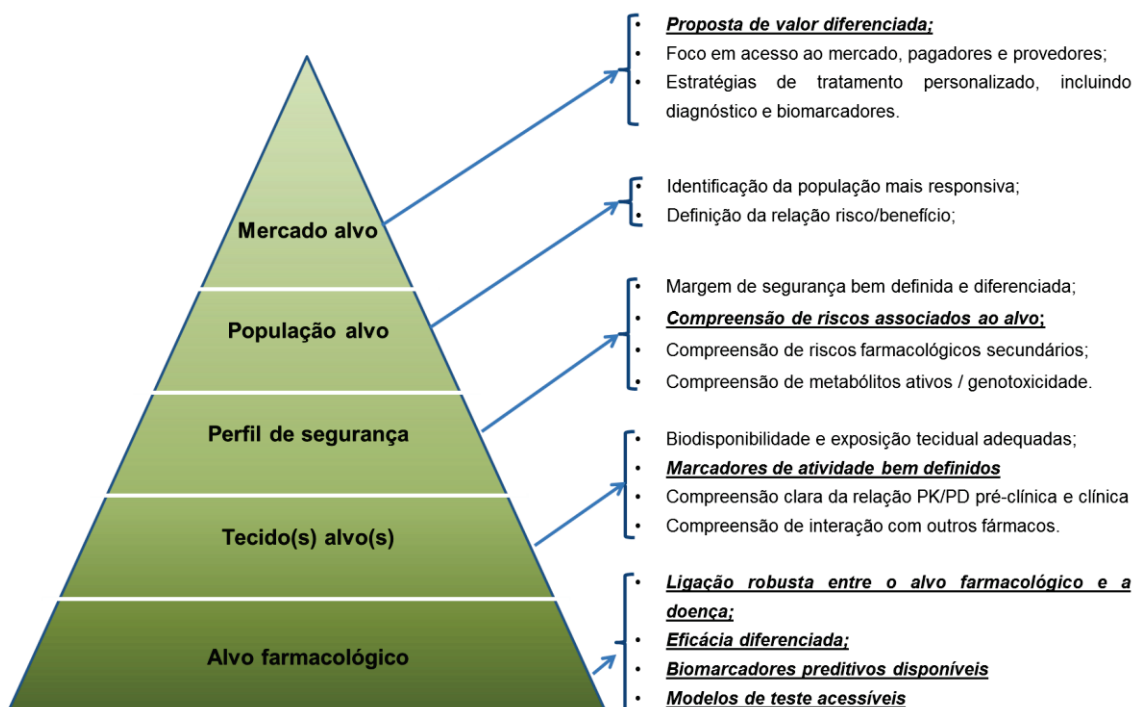 Proposta de valor diferenciada;
Foco em acesso ao mercado, pagadores e provedores;
Estratégias de tratamento personalizado, incluindo
diagnóstico e biomarcadores.
Mercado alvo
Identificação da população mais responsiva;
Definição da relação risco/benefício;
População alvo
Margem de segurança bem definida e diferenciada;
Compreensão de riscos associados ao alvo;
Compreensão de riscos farmacológicos secundários;
Compreensão de metabólitos ativos / genotoxicidade.
Perfil de segurança
Biodisponibilidade e exposição tecidual adequadas;
Marcadores de atividade bem definidos
Compreensão clara da relação PK/PD pré-clínica e clínica
Compreensão de interação com outros fármacos.
Tecido(s) alvo(s)
Ligação robusta entre o alvo farmacológico e a
doença;
Eficácia diferenciada;
Biomarcadores preditivos disponíveis
Modelos de teste acessíveis
Alvo farmacológico